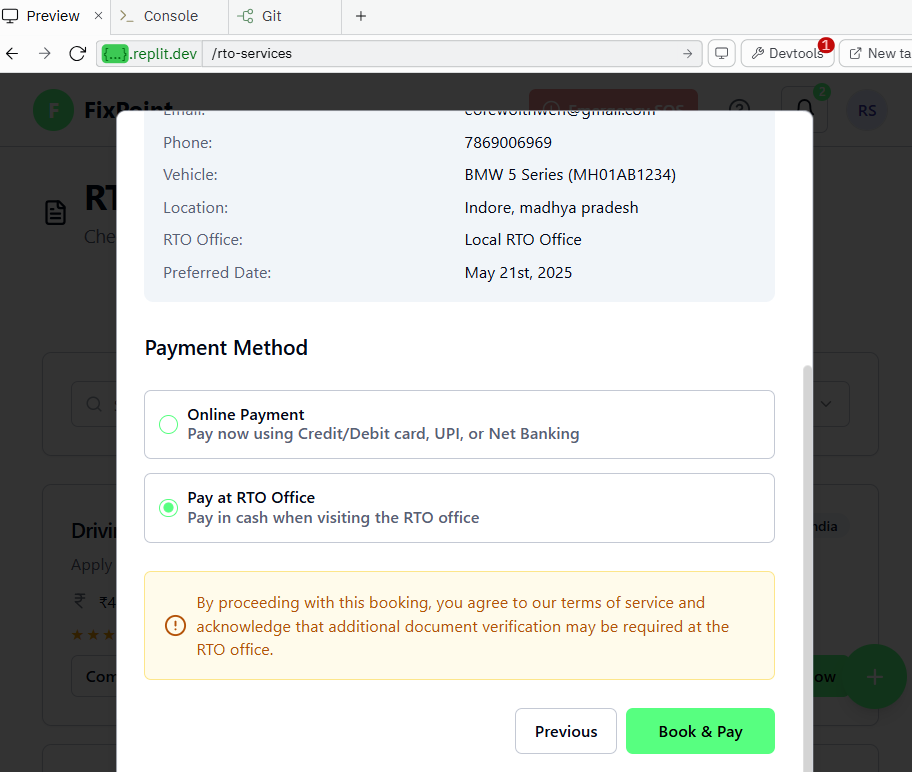 Preview
Console
Git
{...}.replit.dev
/rto-services
Devtools
1
New ta
F
FixPoint
2
RS
Email:
Phone:
7869006969
Vehicle:
BMW 5 Series (MH01AB1234)
Location:
Indore, madhya pradesh
RTO Office:
Local RTO Office
Preferred Date:
May 21st, 2025
RT
Che
Payment Method
Online Payment
Pay now using Credit/Debit card, UPI, or Net Banking
Pay at RTO Office
Pay in cash when visiting the RTO office
Drivi
ndia
Apply
₹ ₹4
By proceeding with this booking, you agree to our terms of service and
acknowledge that additional document verification may be required at the
RTO office.
Com
ow
Previous
Book & Pay